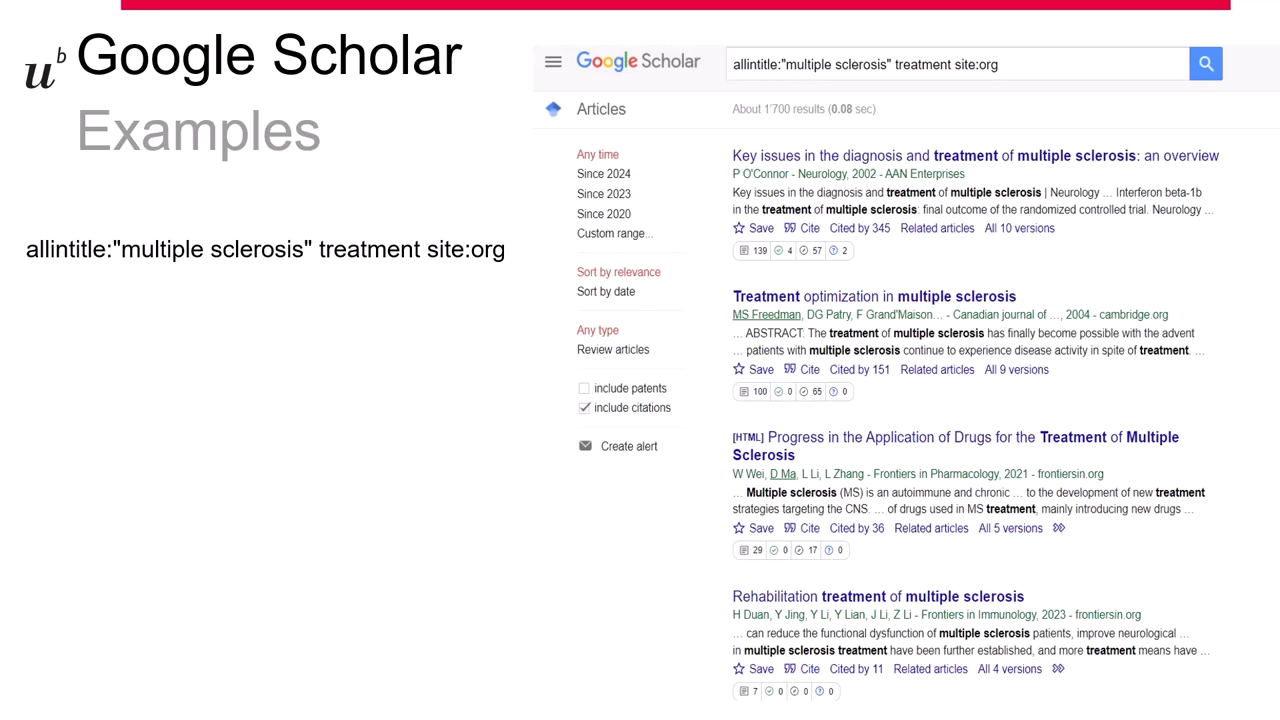 u b Google Scholar
Examples
allintitle:"multiple sclerosis" treatment site:org
Google Scholar
allintitle:"multiple sclerosis" treatment site:org
Articles
About 1'700 results (0.08 sec)
Any time
Since 2024
Since 2023
Since 2020
Custom range...
Sort by relevance
Sort by date
Any type
Review articles
include patents
include citations
Create alert
Key issues in the diagnosis and treatment of multiple sclerosis: an overview
P O'Connor - Neurology, 2002 - AAN Enterprises
Key issues in the diagnosis and treatment of multiple sclerosis | Neurology … Interferon beta-1b
in the treatment of multiple sclerosis: final outcome of the randomized controlled trial. Neurology …
Save Cite Cited by 345 Related articles All 10 versions
139 4 57 2
Treatment optimization in multiple sclerosis
MS Freedman, DG Patry, F Grand'Maison… - Canadian journal of …, 2004 - cambridge.org
… ABSTRACT: The treatment of multiple sclerosis has finally become possible with the advent
… patients with multiple sclerosis continue to experience disease activity in spite of treatment. …
Save Cite Cited by 151 Related articles All 9 versions
100 0 65 0
[HTML] Progress in the Application of Drugs for the Treatment of Multiple
Sclerosis
W Wei, D Ma, L Li, L Zhang - Frontiers in Pharmacology, 2021 - frontiersin.org
… Multiple sclerosis (MS) is an autoimmune and chronic … to the development of new treatment
strategies targeting the CNS. … of drugs used in MS treatment, mainly introducing new drugs …
Save Cite Cited by 36 Related articles All 5 versions
29 0 17 0
Rehabilitation treatment of multiple sclerosis
H Duan, Y Jing, Y Li, Y Lian, J Li, Z Li - Frontiers in Immunology, 2023 - frontiersin.org
… can reduce the functional dysfunction of multiple sclerosis patients, improve neurological …
in multiple sclerosis treatment have been further established, and more treatment means have …
Save Cite Cited by 11 Related articles All 4 versions
7 0 0 0